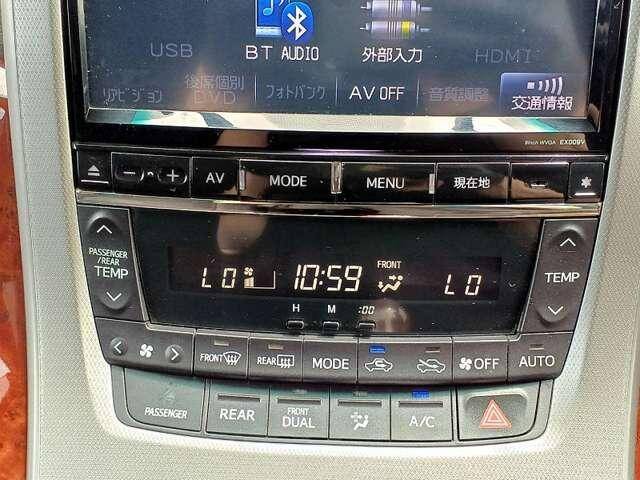 USB BT AUDIO 外部入力 HDMI
リアビジョン 後席個別 DVD フォトバンク AV OFF 音質調整 交通情報
8inch WVGA EX009V
AV MODE MENU 現在地
PASSENGER /REAR TEMP LO 10:59 FRONT LO TEMP
H M :00
FRONT REAR MODE OFF AUTO
PASSENGER REAR FRONT DUAL A/C